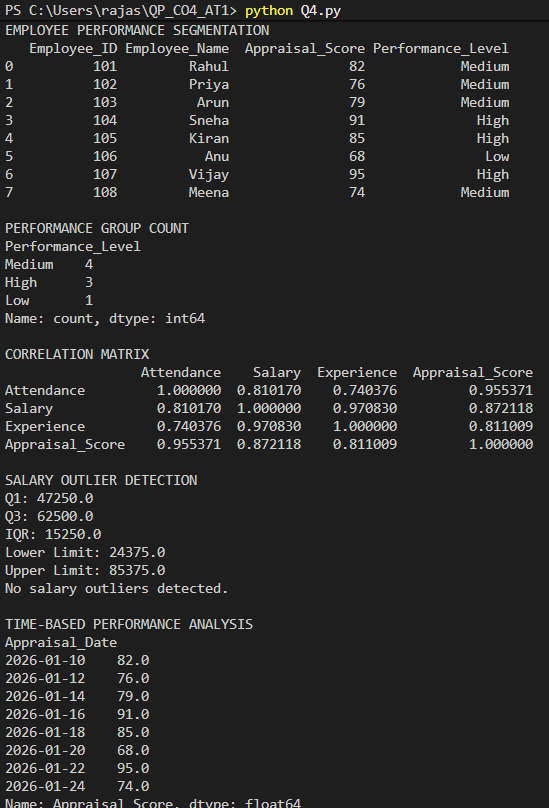 PS C:\Users\rajas\QP_CO4_AT1> python Q4.py
EMPLOYEE PERFORMANCE SEGMENTATION
   Employee_ID Employee_Name  Appraisal_Score Performance_Level
0          101         Rahul               82            Medium
1          102         Priya               76            Medium
2          103          Arun               79            Medium
3          104         Sneha               91              High
4          105         Kiran               85              High
5          106           Anu               68               Low
6          107         Vijay               95              High
7          108         Meena               74            Medium

PERFORMANCE GROUP COUNT
Performance_Level
Medium    4
High      3
Low       1
Name: count, dtype: int64

CORRELATION MATRIX
                 Attendance    Salary  Experience  Appraisal_Score
Attendance         1.000000  0.810170    0.740376         0.955371
Salary             0.810170  1.000000    0.970830         0.872118
Experience         0.740376  0.970830    1.000000         0.811009
Appraisal_Score    0.955371  0.872118    0.811009         1.000000

SALARY OUTLIER DETECTION
Q1: 47250.0
Q3: 62500.0
IQR: 15250.0
Lower Limit: 24375.0
Upper Limit: 85375.0
No salary outliers detected.

TIME-BASED PERFORMANCE ANALYSIS
Appraisal_Date
2026-01-10    82.0
2026-01-12    76.0
2026-01-14    79.0
2026-01-16    91.0
2026-01-18    85.0
2026-01-20    68.0
2026-01-22    95.0
2026-01-24    74.0
Name: Appraisal_Score, dtype: float64